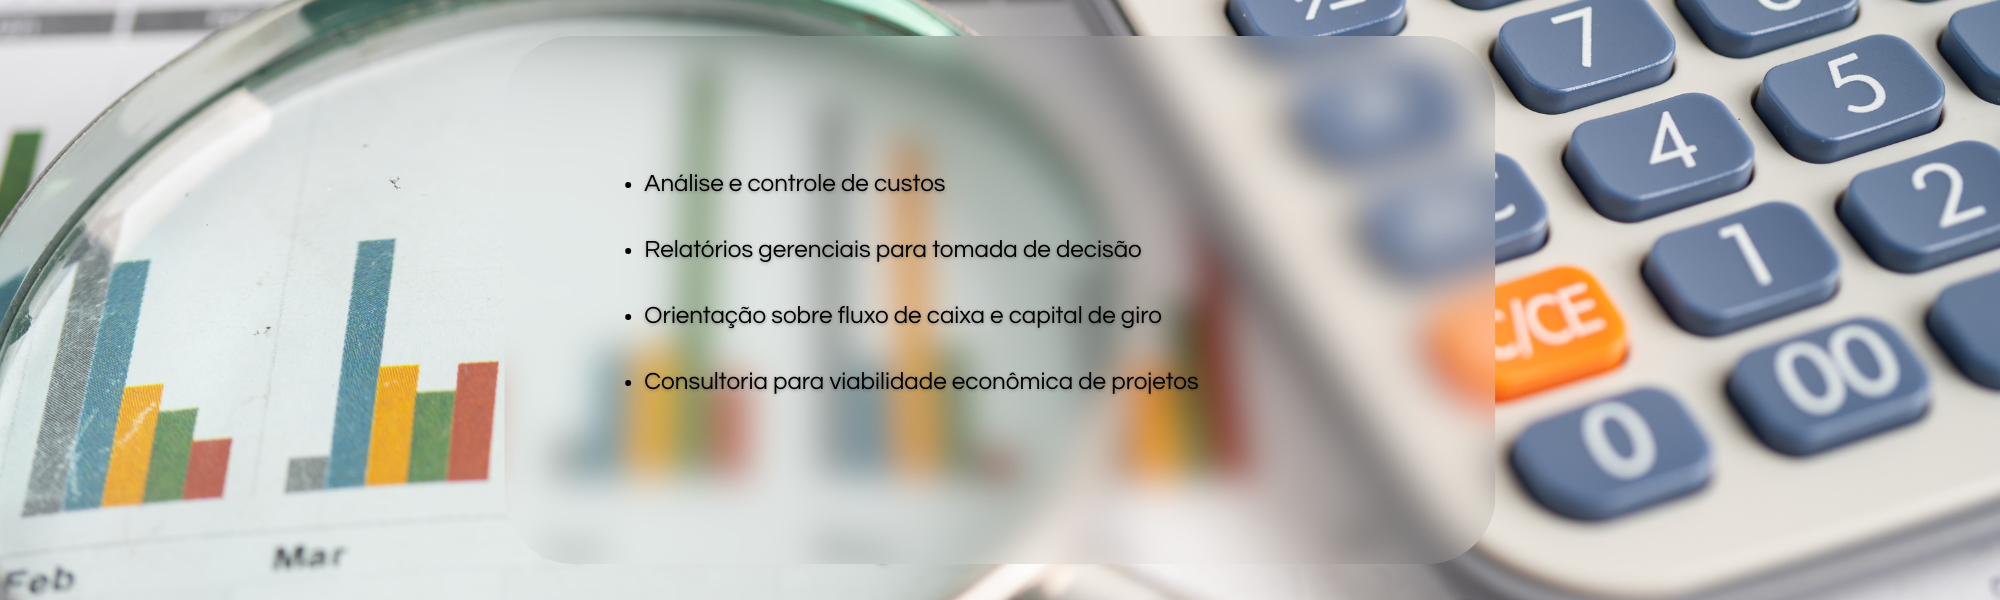 Análise e controle de custos
Relatórios gerenciais para tomada de decisão
Orientação sobre fluxo de caixa e capital de giro
Consultoria para viabilidade econômica de projetos
Feb
Mar
7
4
5
1
2
C/CE
0
00